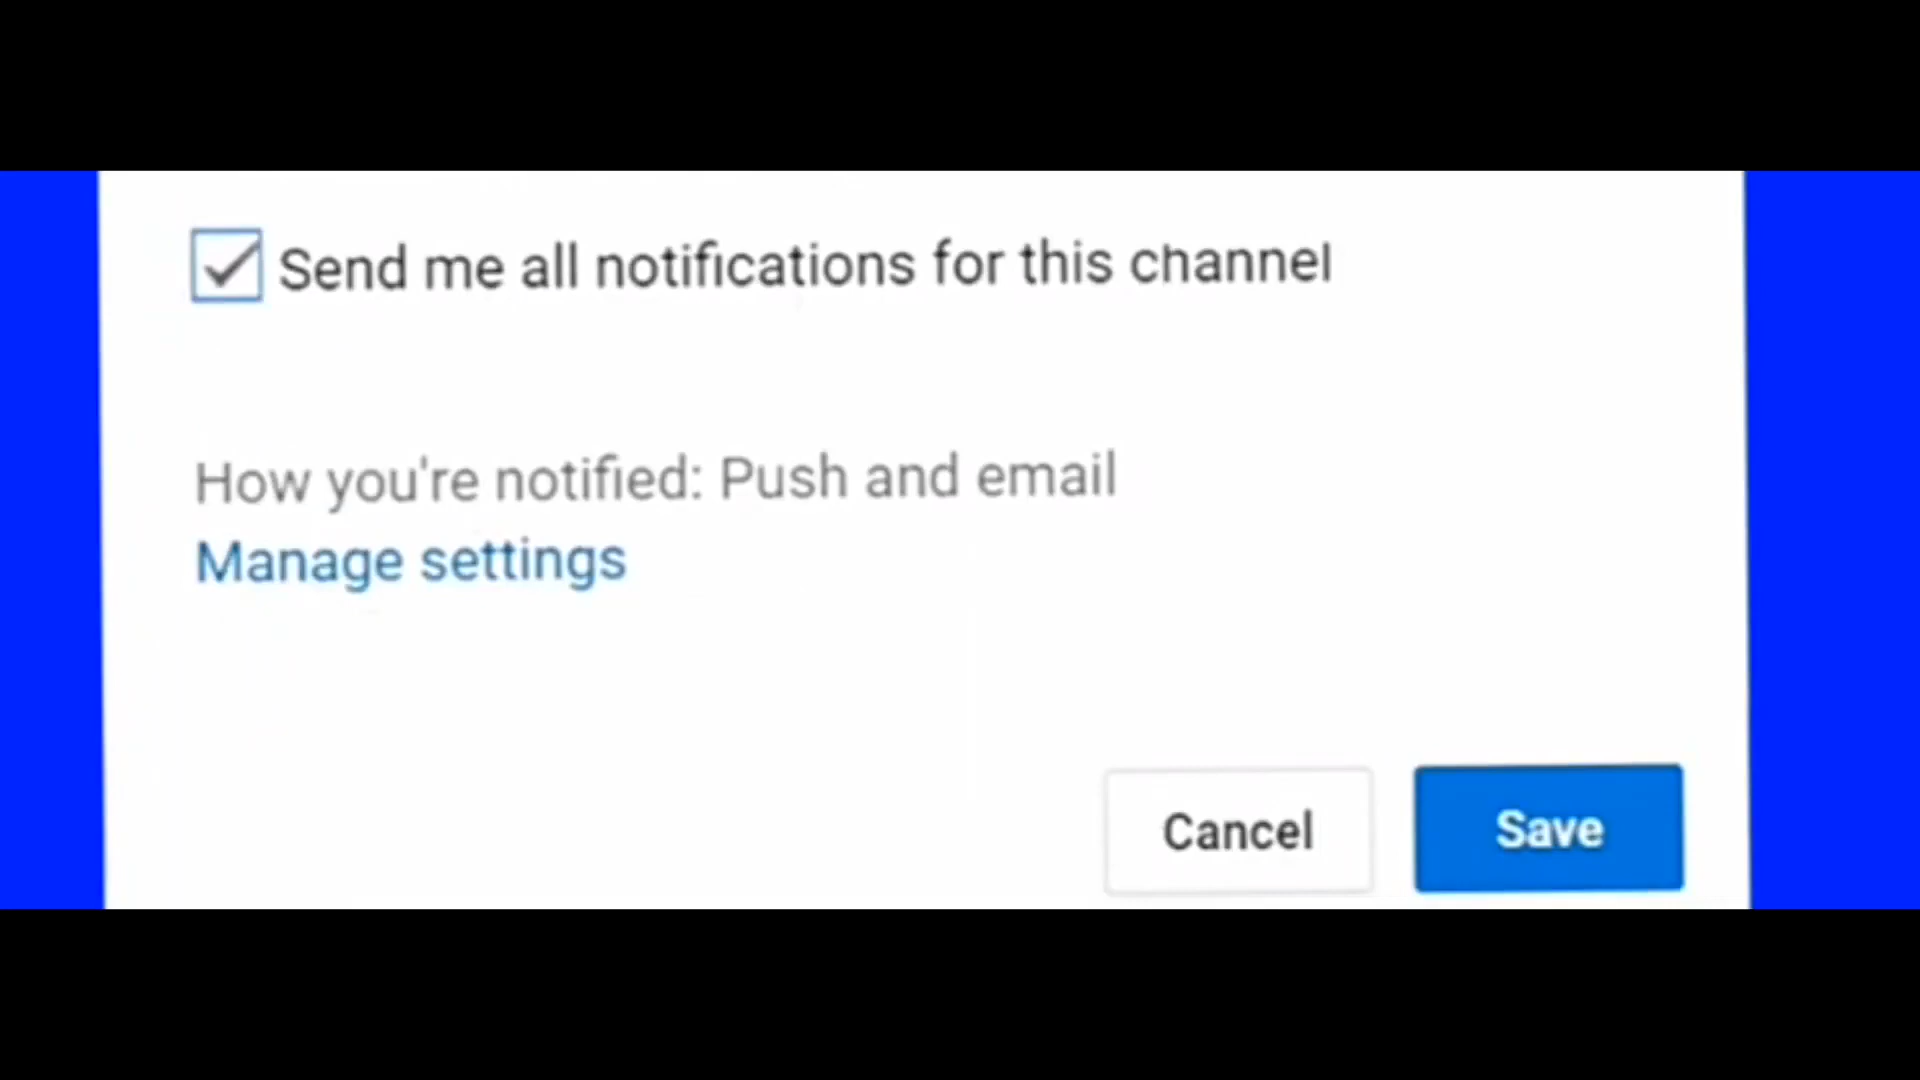 Send me all notifications for this channel
How you're notified: Push and email
Manage settings
Cancel
Save